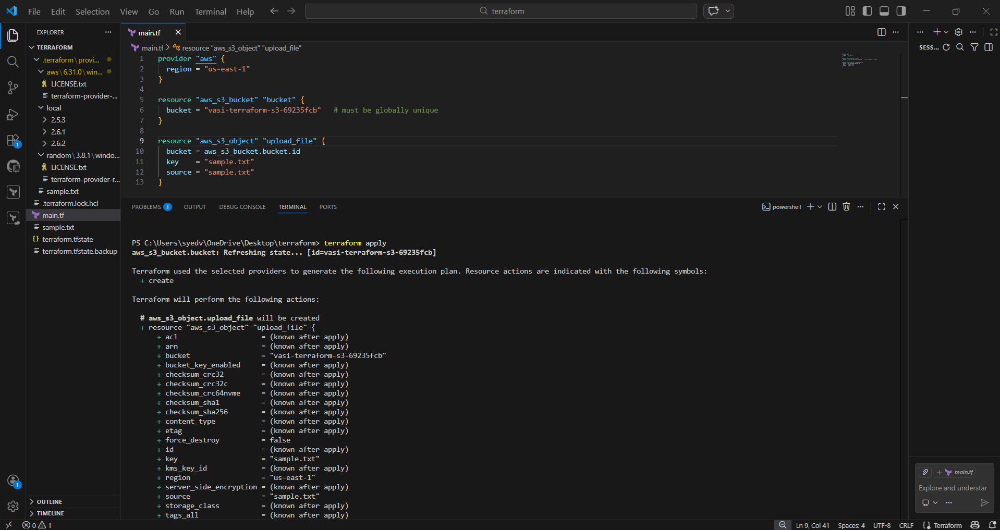 File Edit Selection View Go Run Terminal Help
terraform
EXPLORER
TERRAFORM
.terraform\provi...
aws\6.31.0\win...
LICENSE.txt
terraform-provider-...
local
2.5.3
2.6.1
2.6.2
random\3.8.1\windo...
LICENSE.txt
terraform-provider-r...
sample.txt
.terraform.lock.hcl
main.tf
sample.txt
terraform.tfstate
terraform.tfstate.backup
OUTLINE
TIMELINE
1
1
main.tf
main.tf > resource "aws_s3_object" "upload_file"
1 provider "aws" {
2 region = "us-east-1"
3 }
4
5 resource "aws_s3_bucket" "bucket" {
6 bucket = "vasi-terraform-s3-69235fcb" # must be globally unique
7 }
8
9 resource "aws_s3_object" "upload_file" {
10 bucket = aws_s3_bucket.bucket.id
11 key = "sample.txt"
12 source = "sample.txt"
13 }
PROBLEMS 1 OUTPUT DEBUG CONSOLE TERMINAL PORTS
powershell
PS C:\Users\syedv\OneDrive\Desktop\terraform> terraform apply
aws_s3_bucket.bucket: Refreshing state... [id=vasi-terraform-s3-69235fcb]
Terraform used the selected providers to generate the following execution plan. Resource actions are indicated with the following symbols:
+ create
Terraform will perform the following actions:
# aws_s3_object.upload_file will be created
+ resource "aws_s3_object" "upload_file" {
+ acl = (known after apply)
+ arn = (known after apply)
+ bucket = "vasi-terraform-s3-69235fcb"
+ bucket_key_enabled = (known after apply)
+ checksum_crc32 = (known after apply)
+ checksum_crc32c = (known after apply)
+ checksum_crc64nvme = (known after apply)
+ checksum_sha1 = (known after apply)
+ checksum_sha256 = (known after apply)
+ content_type = (known after apply)
+ etag = (known after apply)
+ force_destroy = false
+ id = (known after apply)
+ key = "sample.txt"
+ kms_key_id = (known after apply)
+ region = "us-east-1"
+ server_side_encryption = (known after apply)
+ source = "sample.txt"
+ storage_class = (known after apply)
+ tags_all = (known after apply)
SESS...
main.tf
Explore and understar
0 1
Ln 9, Col 41 Spaces: 4 UTF-8 CRLF Terraform